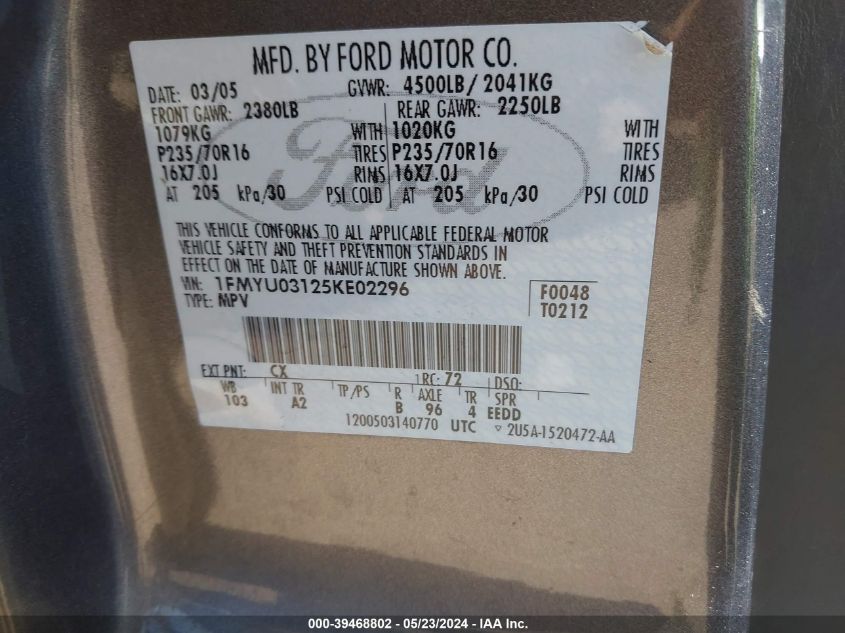 MFD. BY FORD MOTOR CO.
DATE: 03/05 GVWR: 4500LB/ 2041KG
FRONT GAWR: 2380LB REAR GAWR: 2250LB
1079KG WITH 1020KG WITH
P235/70R16 TIRES P235/70R16 TIRES
16X7.0J RIMS 16X7.0J RIMS
AT 205 kPa/30 PSI COLD AT 205 kPa/30 PSI COLD
Ford
THIS VEHICLE CONFORMS TO ALL APPLICABLE FEDERAL MOTOR
VEHICLE SAFETY AND THEFT PREVENTION STANDARDS IN
EFFECT ON THE DATE OF MANUFACTURE SHOWN ABOVE.
VIN: 1FMYU03125KE02296 F0048
TYPE: MPV T0212
EXT PNT: CX RC: 72 DSO:
WB INT TR TP/PS R AXLE TR SPR
103 A2 B 96 4 EEDD
1200503140770 UTC ▽ 2U5A-1520472-AA
000-39468802 - 05/23/2024 - IAA Inc.